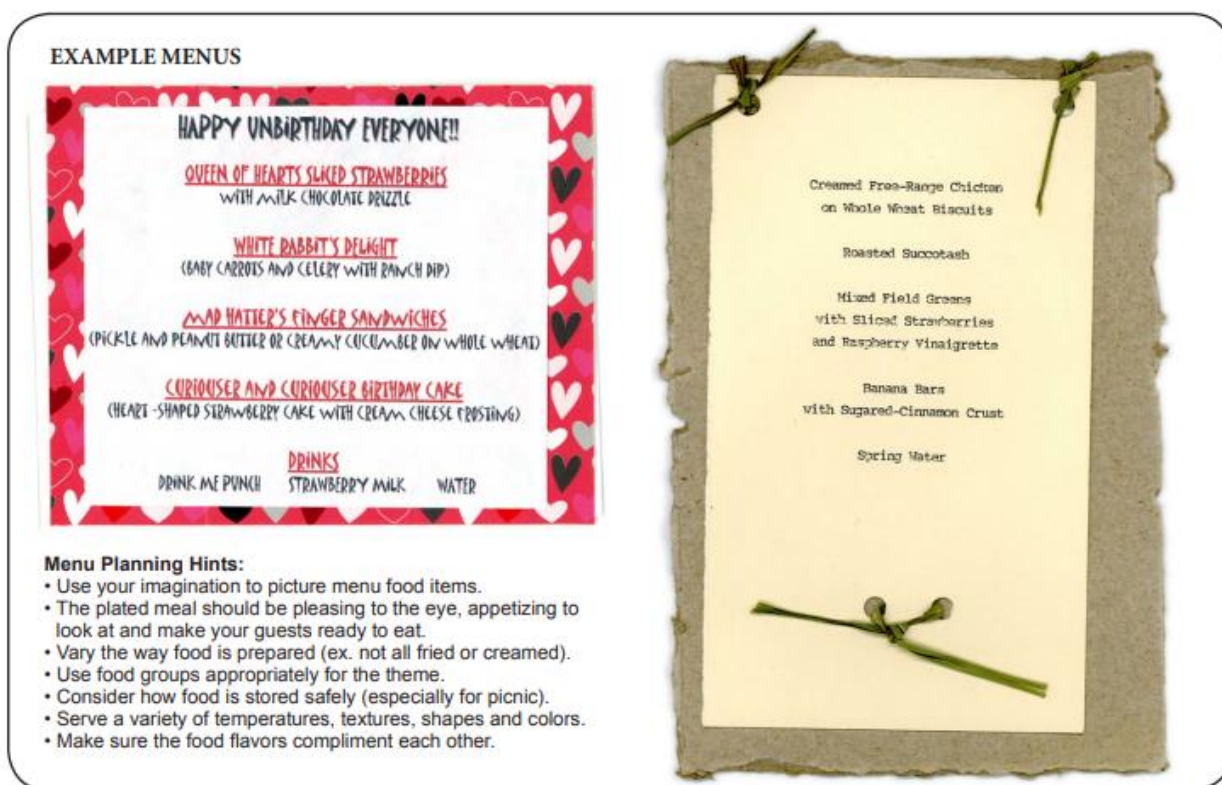 EXAMPLE MENUS
HAPPY UNBIRTHDAY EVERYONE!!
QUEEN OF HEARTS SLICED STRAWBERRIES
WITH MILK CHOCOLATE DRIZZLE
WHITE RABBIT'S DELIGHT
(BABY CARROTS AND CELERY WITH RANCH DIP)
MAD HATTER'S FINGER SANDWICHES
(PICKLE AND PEANUT BUTTER OR CREAMY CUCUMBER ON WHOLE WHEAT)
CURIOUSER AND CURIOUSER BIRTHDAY CAKE
(HEART-SHAPED STRAWBERRY CAKE WITH CREAM CHEESE FROSTING)
DRINKS
DRINK ME PUNCH STRAWBERRY MILK WATER
Menu Planning Hints:
• Use your imagination to picture menu food items.
• The plated meal should be pleasing to the eye, appetizing to
look at and make your guests ready to eat.
• Vary the way food is prepared (ex. not all fried or creamed).
• Use food groups appropriately for the theme.
• Consider how food is stored safely (especially for picnic).
• Serve a variety of temperatures, textures, shapes and colors.
• Make sure the food flavors compliment each other.
Creamed Free-Range Chicken
on Whole Wheat Biscuits
Roasted Succotash
Mixed Field Greens
with Sliced Strawberries
and Raspberry Vinaigrette
Banana Bars
with Sugared-Cinnamon Crust
Spring Water